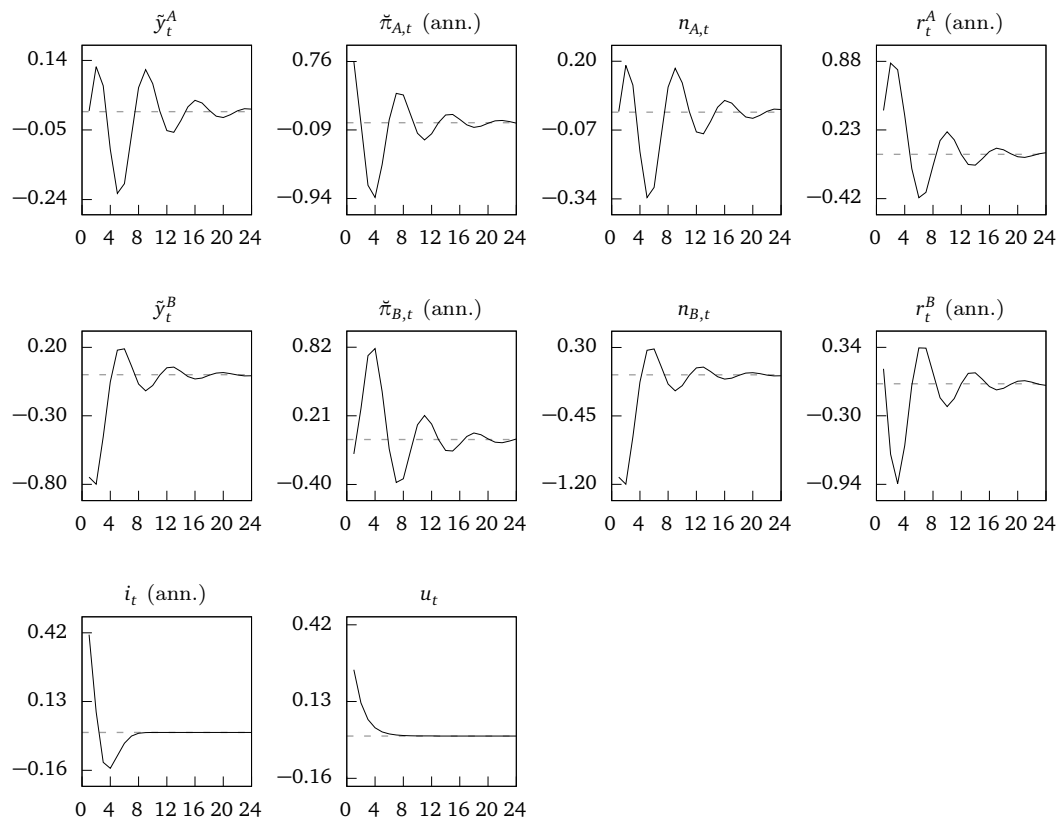 ỹ_t^A π̆_{A,t} (ann.) n_{A,t} r_t^A (ann.)
0.14 0.76 0.20 0.88
−0.05 −0.09 −0.07 0.23
−0.24 −0.94 −0.34 −0.42
0 4 8 12 16 20 24 0 4 8 12 16 20 24 0 4 8 12 16 20 24 0 4 8 12 16 20 24
ỹ_t^B π̆_{B,t} (ann.) n_{B,t} r_t^B (ann.)
0.20 0.82 0.30 0.34
−0.30 0.21 −0.45 −0.30
−0.80 −0.40 −1.20 −0.94
0 4 8 12 16 20 24 0 4 8 12 16 20 24 0 4 8 12 16 20 24 0 4 8 12 16 20 24
i_t (ann.) u_t
0.42 0.42
0.13 0.13
−0.16 −0.16
0 4 8 12 16 20 24 0 4 8 12 16 20 24